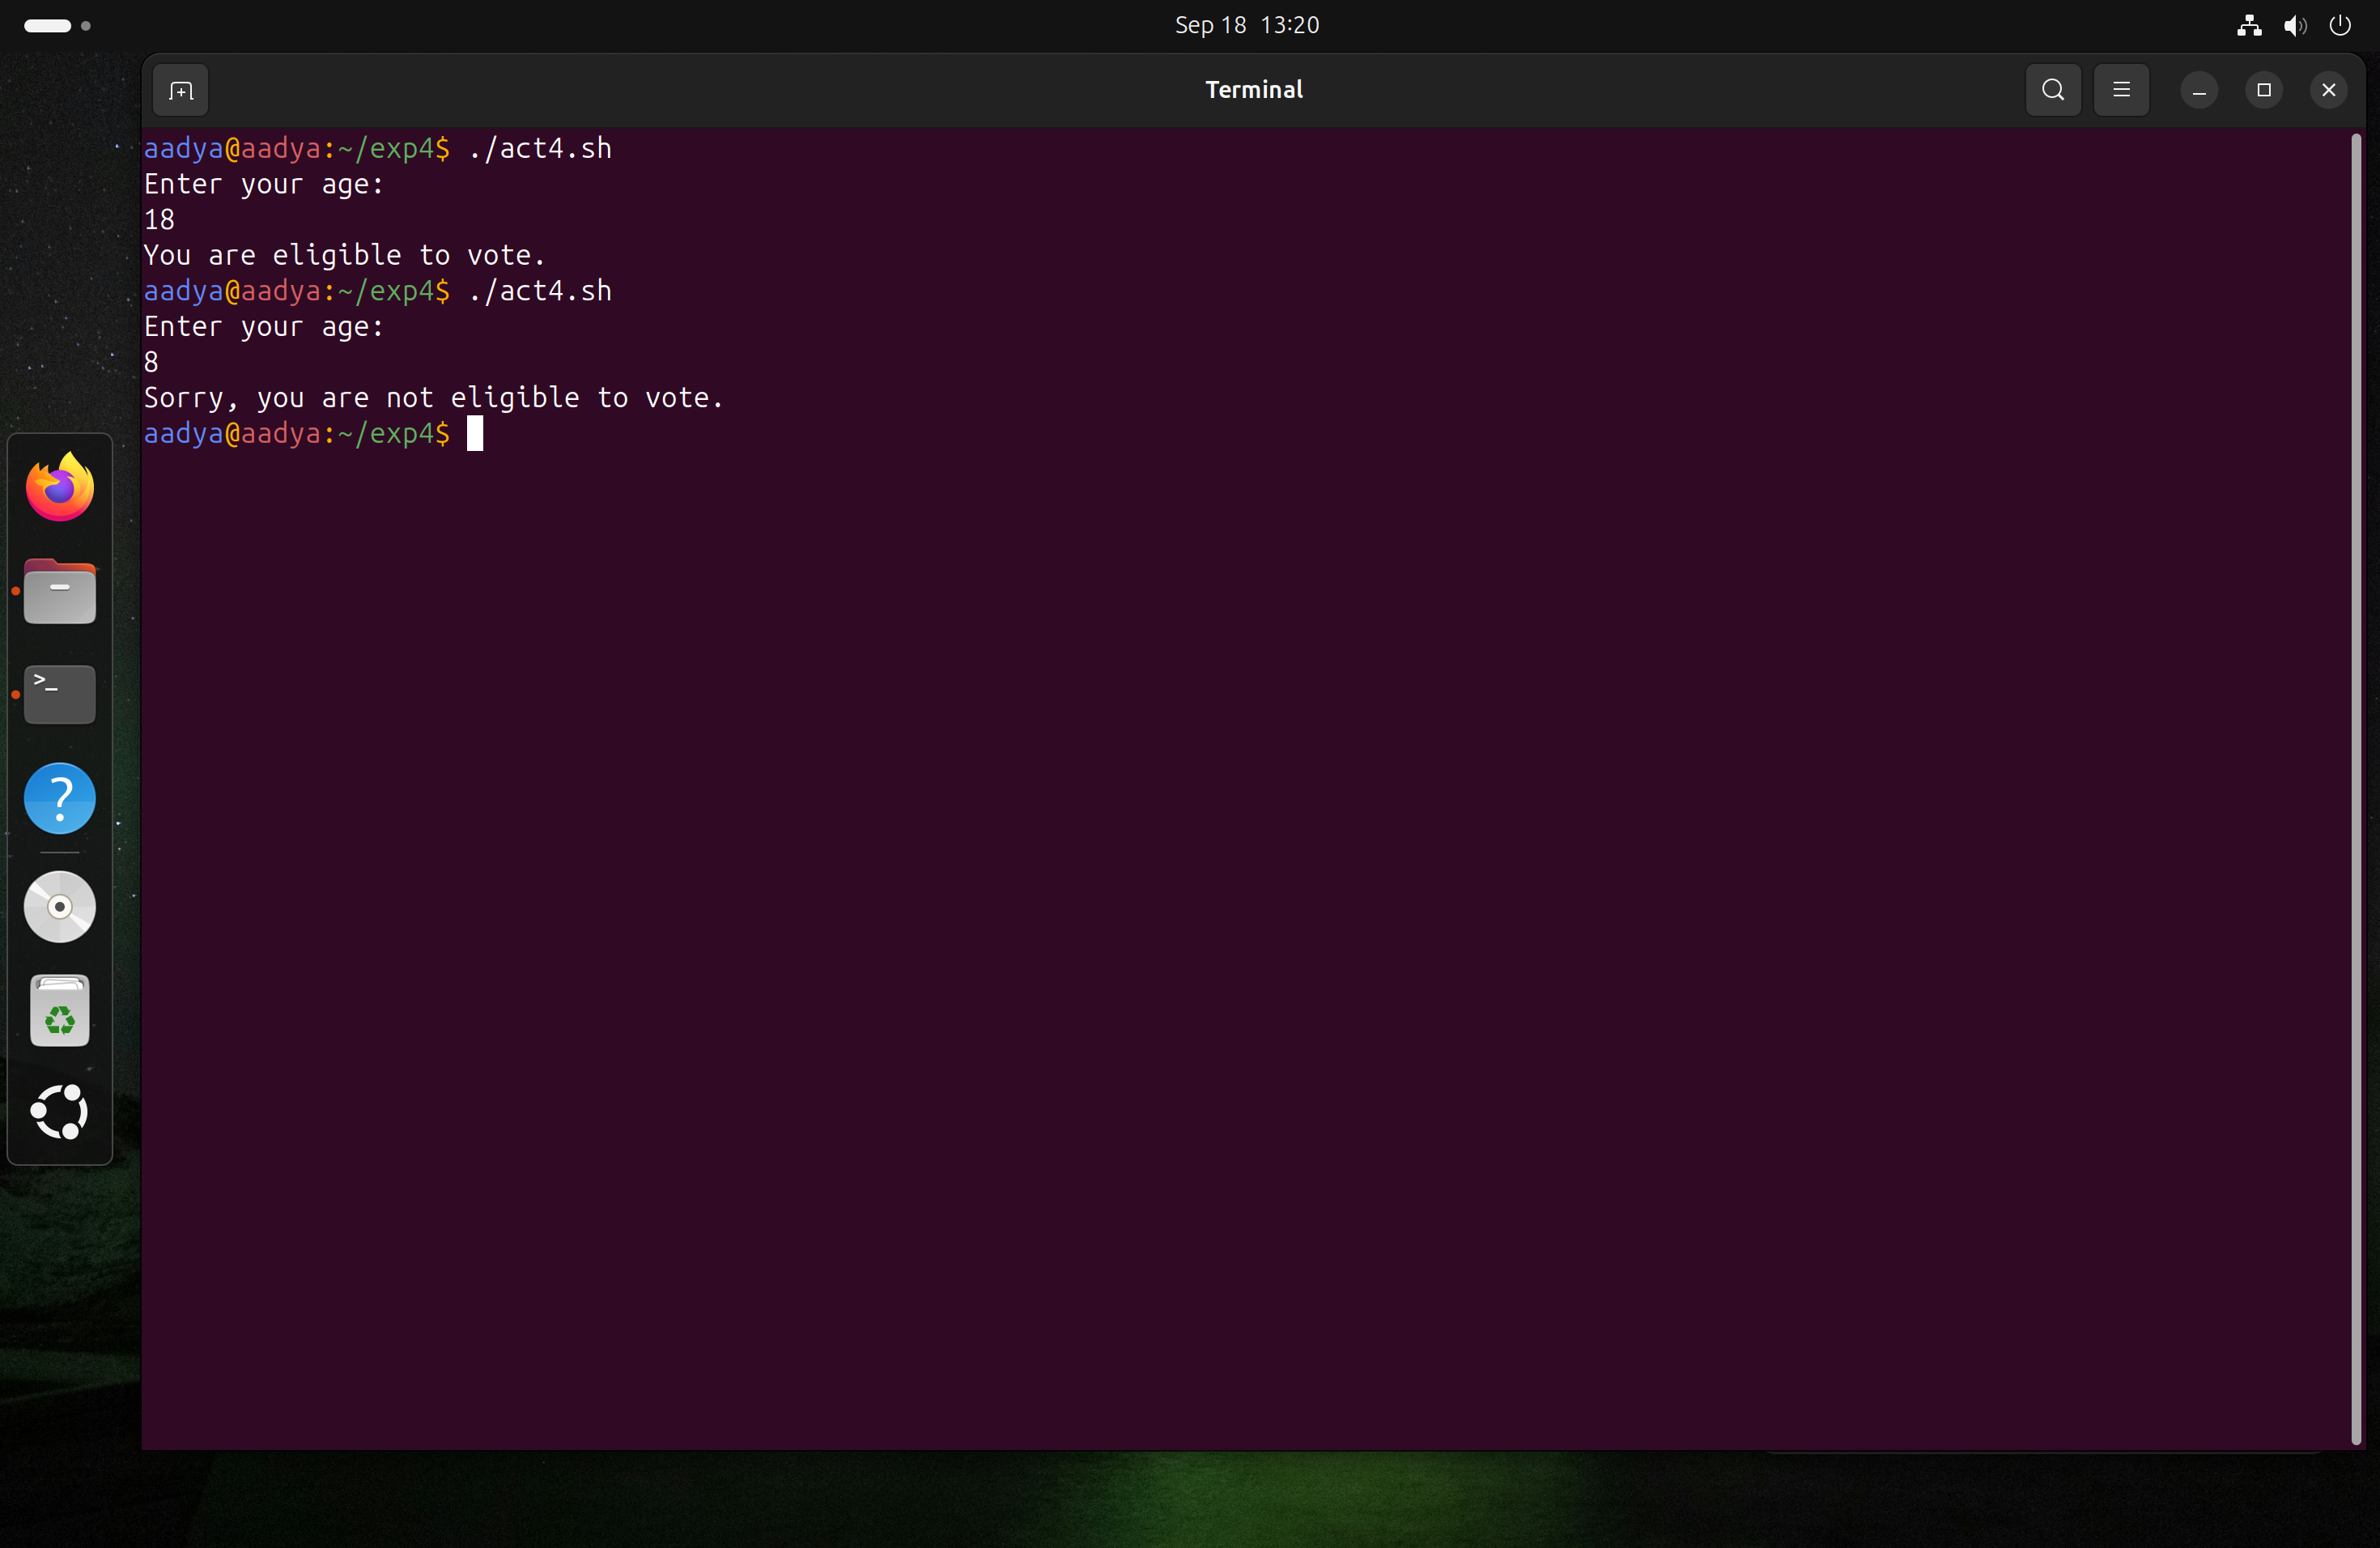 Sep 18 13:20
Terminal
aadya@aadya:~/exp4$ ./act4.sh
Enter your age:
18
You are eligible to vote.
aadya@aadya:~/exp4$ ./act4.sh
Enter your age:
8
Sorry, you are not eligible to vote.
aadya@aadya:~/exp4$